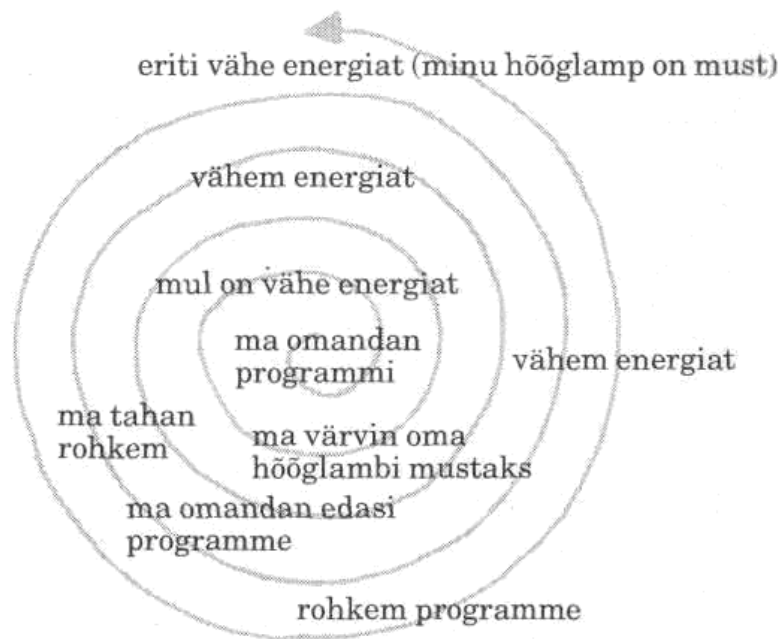 eriti vähe energiat (minu hõõglamp on must)
vähem energiat
mul on vähe energiat
ma omandan
programmi
vähem energiat
ma tahan
rohkem
ma värvin oma
hõõglambi mustaks
ma omandan edasi
programme
rohkem programme